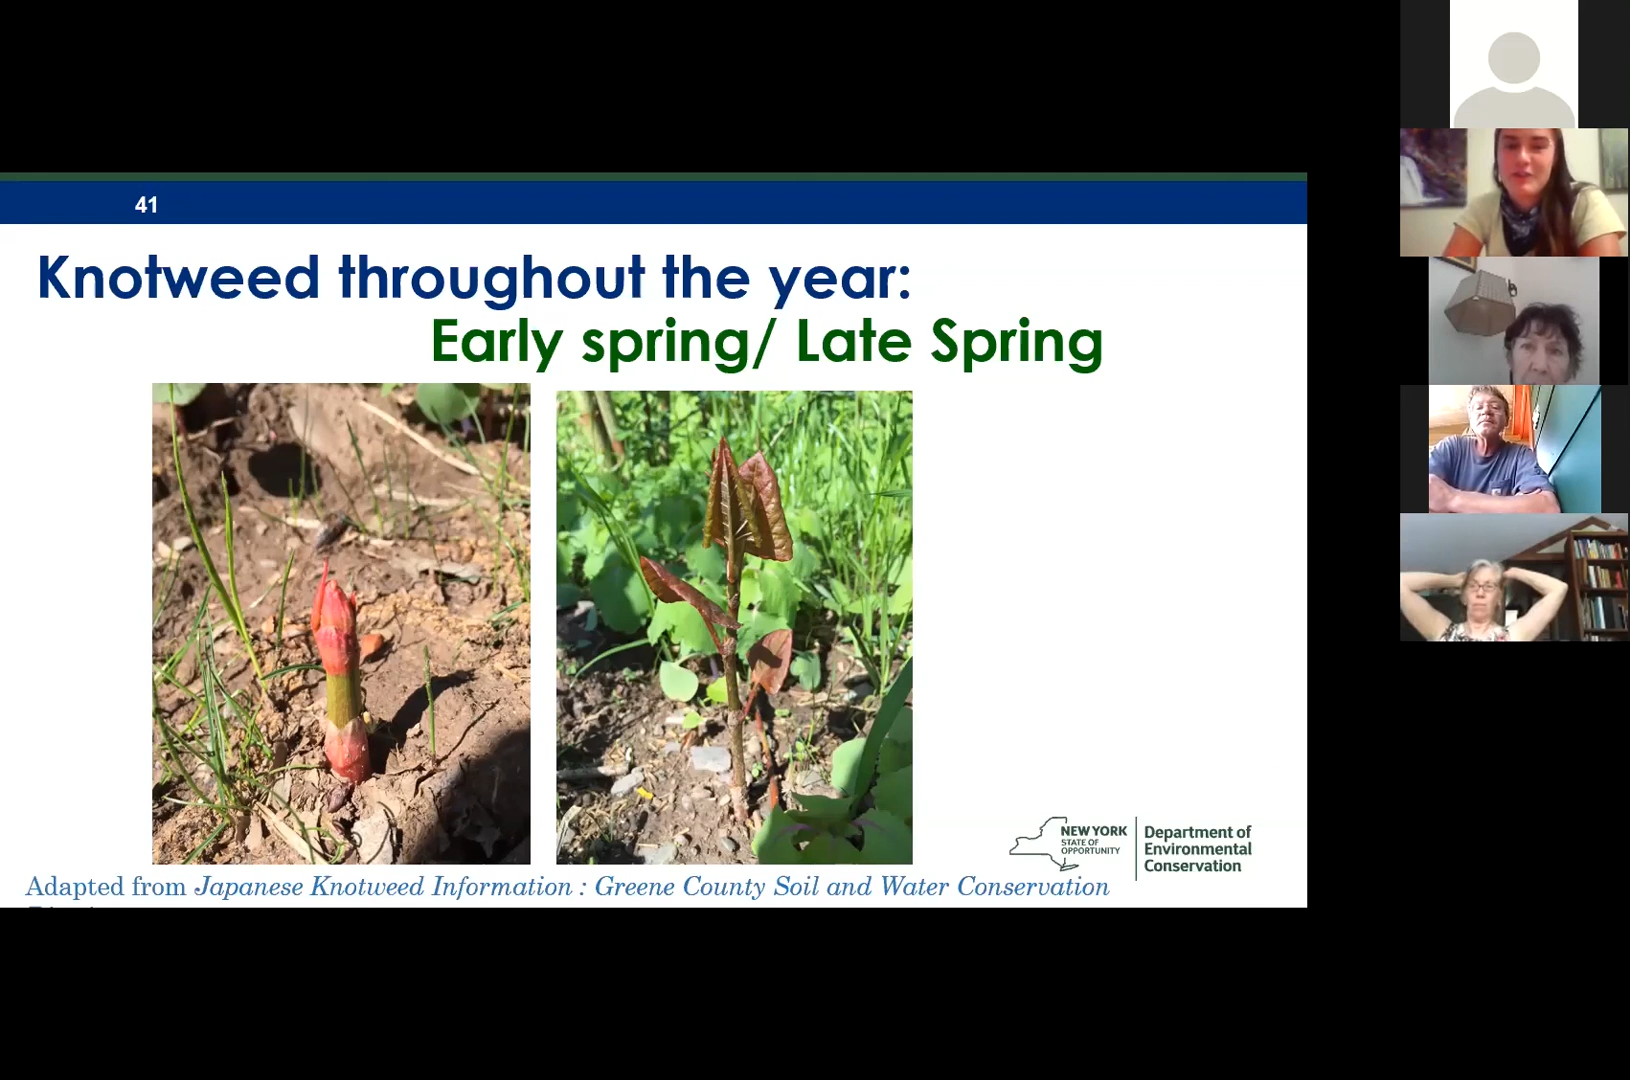 41
Knotweed throughout the year:
Early spring/ Late Spring
NEW YORK
STATE OF
OPPORTUNITY
Department of
Environmental
Conservation
Adapted from Japanese Knotweed Information : Greene County Soil and Water Conservation